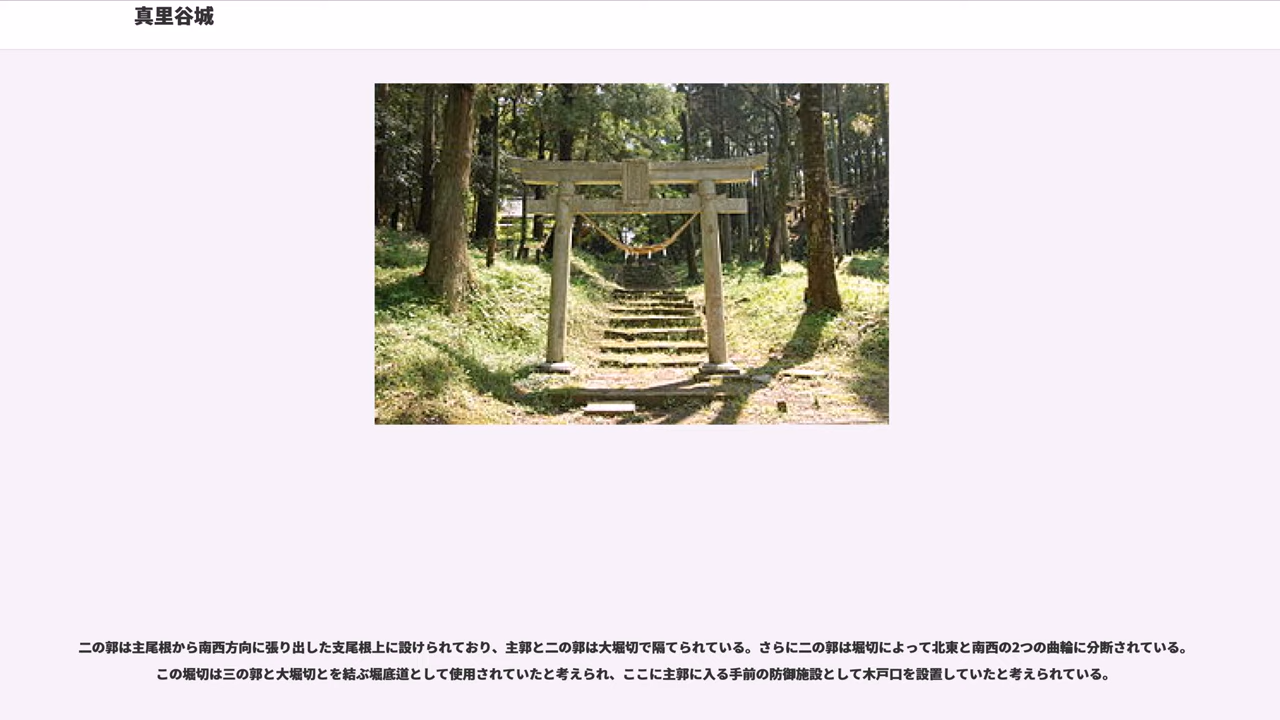 真里谷城
二の郭は主尾根から南西方向に張り出した支尾根上に設けられており、主郭と二の郭は大堀切で隔てられている。さらに二の郭は堀切によって北東と南西の2つの曲輪に分断されている。
この堀切は三の郭と大堀切とを結ぶ堀底道として使用されていたと考えられ、ここに主郭に入る手前の防御施設として木戸口を設置していたと考えられている。